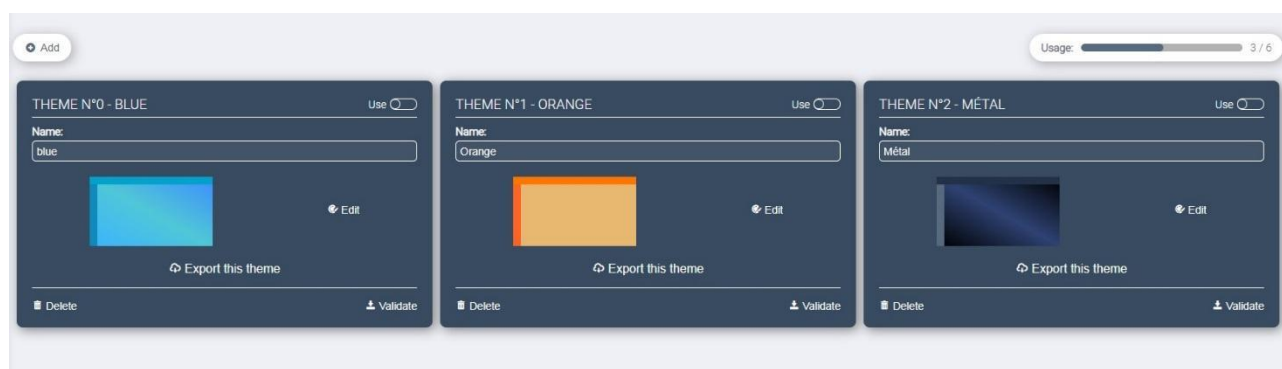 Add
Usage: 3 / 6
THEME N°0 - BLUE Use
Name:
blue
Edit
Export this theme
Delete Validate
THEME N°1 - ORANGE Use
Name:
Orange
Edit
Export this theme
Delete Validate
THEME N°2 - MÉTAL Use
Name:
Métal
Edit
Export this theme
Delete Validate